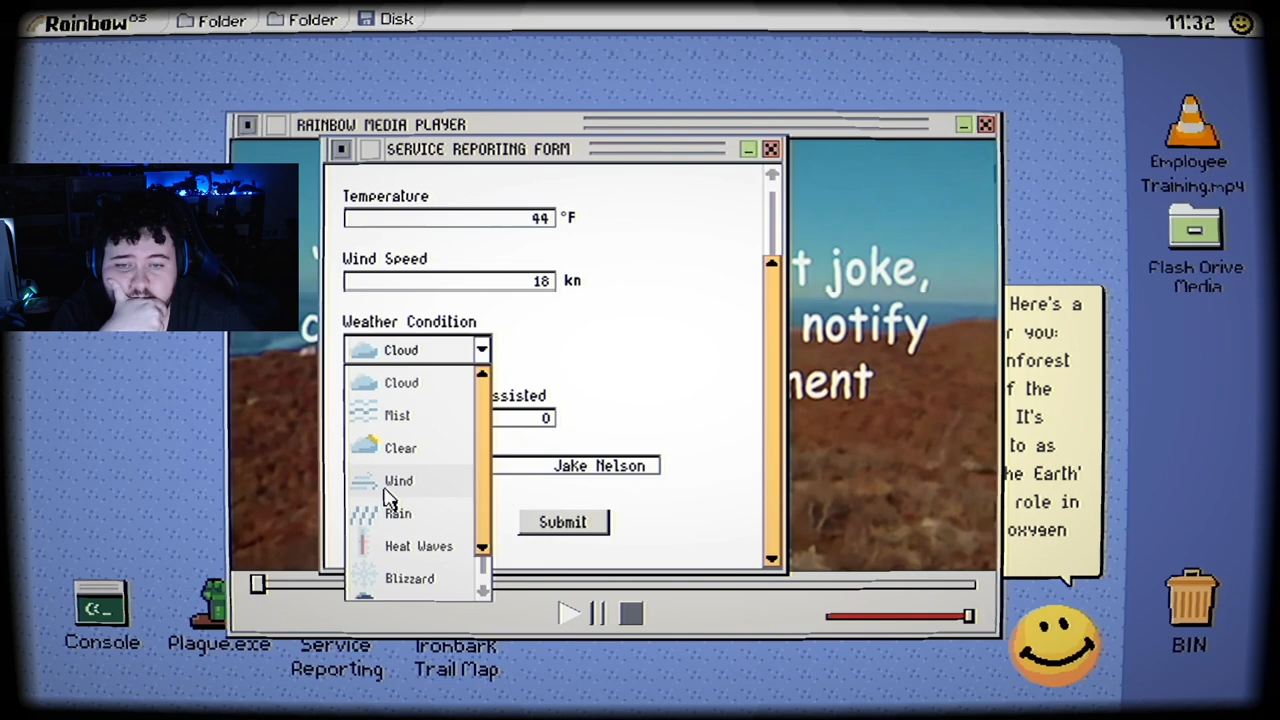 RainbowOS
Folder
Folder
Disk
11:32
RAINBOW MEDIA PLAYER
SERVICE REPORTING FORM
Temperature
44 °F
Wind Speed
18 kn
Weather Condition
Cloud
Cloud
Mist
Clear
Wind
Rain
Heat Waves
Blizzard
ssisted
0
Jake Nelson
Submit
t joke,
notify
ment
Here's a
r you:
nforest
f the
It's
to as
he Earth'
role in
oxygen
Employee
Training.mp4
Flash Drive
Media
Console
Plague.exe
Service
Reporting
Ironbark
Trail Map
BIN